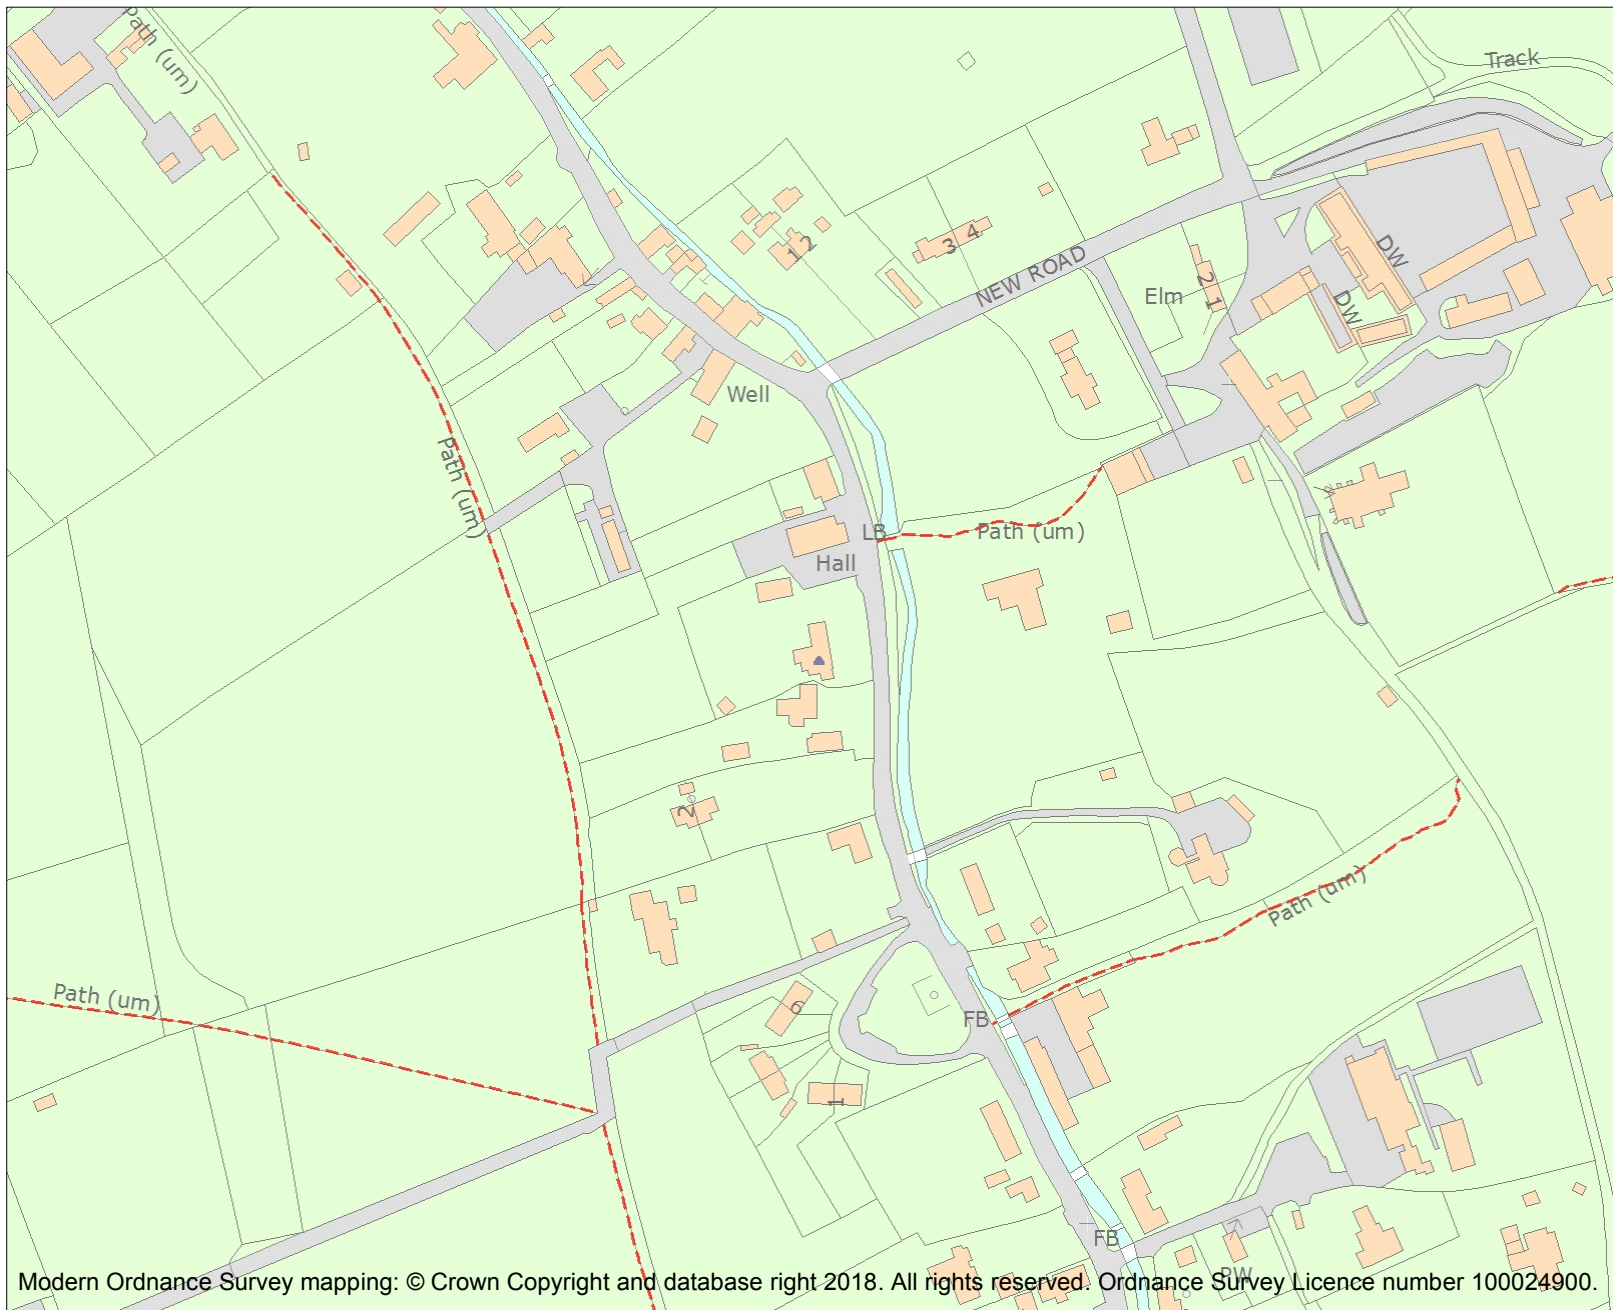 Path (um)
Track
1 2
3 4
NEW ROAD
Elm
2 1
DW
DW
Well
Path (um)
LB
Path (um)
Hall
2
Path (um)
Path (um)
6
FB
1
FB
PW
Modern Ordnance Survey mapping: © Crown Copyright and database right 2018. All rights reserved. Ordnance Survey Licence number 100024900.